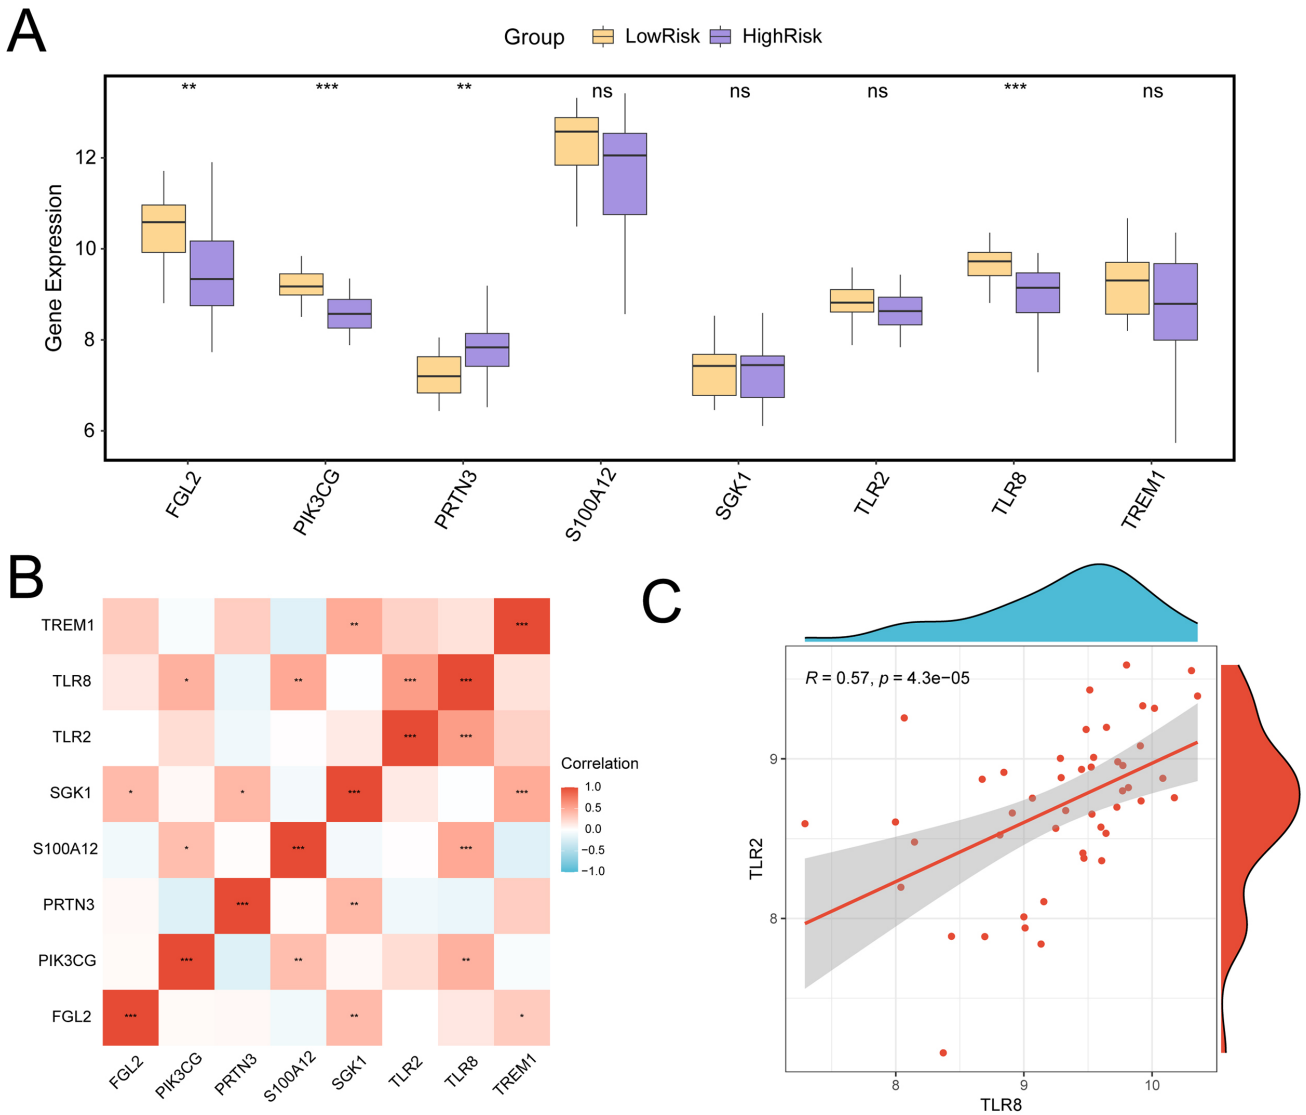 A
Group LowRisk HighRisk
** *** ** ns ns ns *** ns
Gene Expression
12
10
8
6
FGL2 PIK3CG PRTN3 S100A12 SGK1 TLR2 TLR8 TREM1
B
TREM1 ** ***
TLR8 * ** *** ***
TLR2 *** ***
SGK1 * * *** ***
S100A12 * *** ***
PRTN3 *** **
PIK3CG *** ** **
FGL2 *** ** *
FGL2 PIK3CG PRTN3 S100A12 SGK1 TLR2 TLR8 TREM1
Correlation
1.0
0.5
0.0
−0.5
−1.0
C
R = 0.57, p = 4.3e−05
TLR2
9
8
8 9 10
TLR8